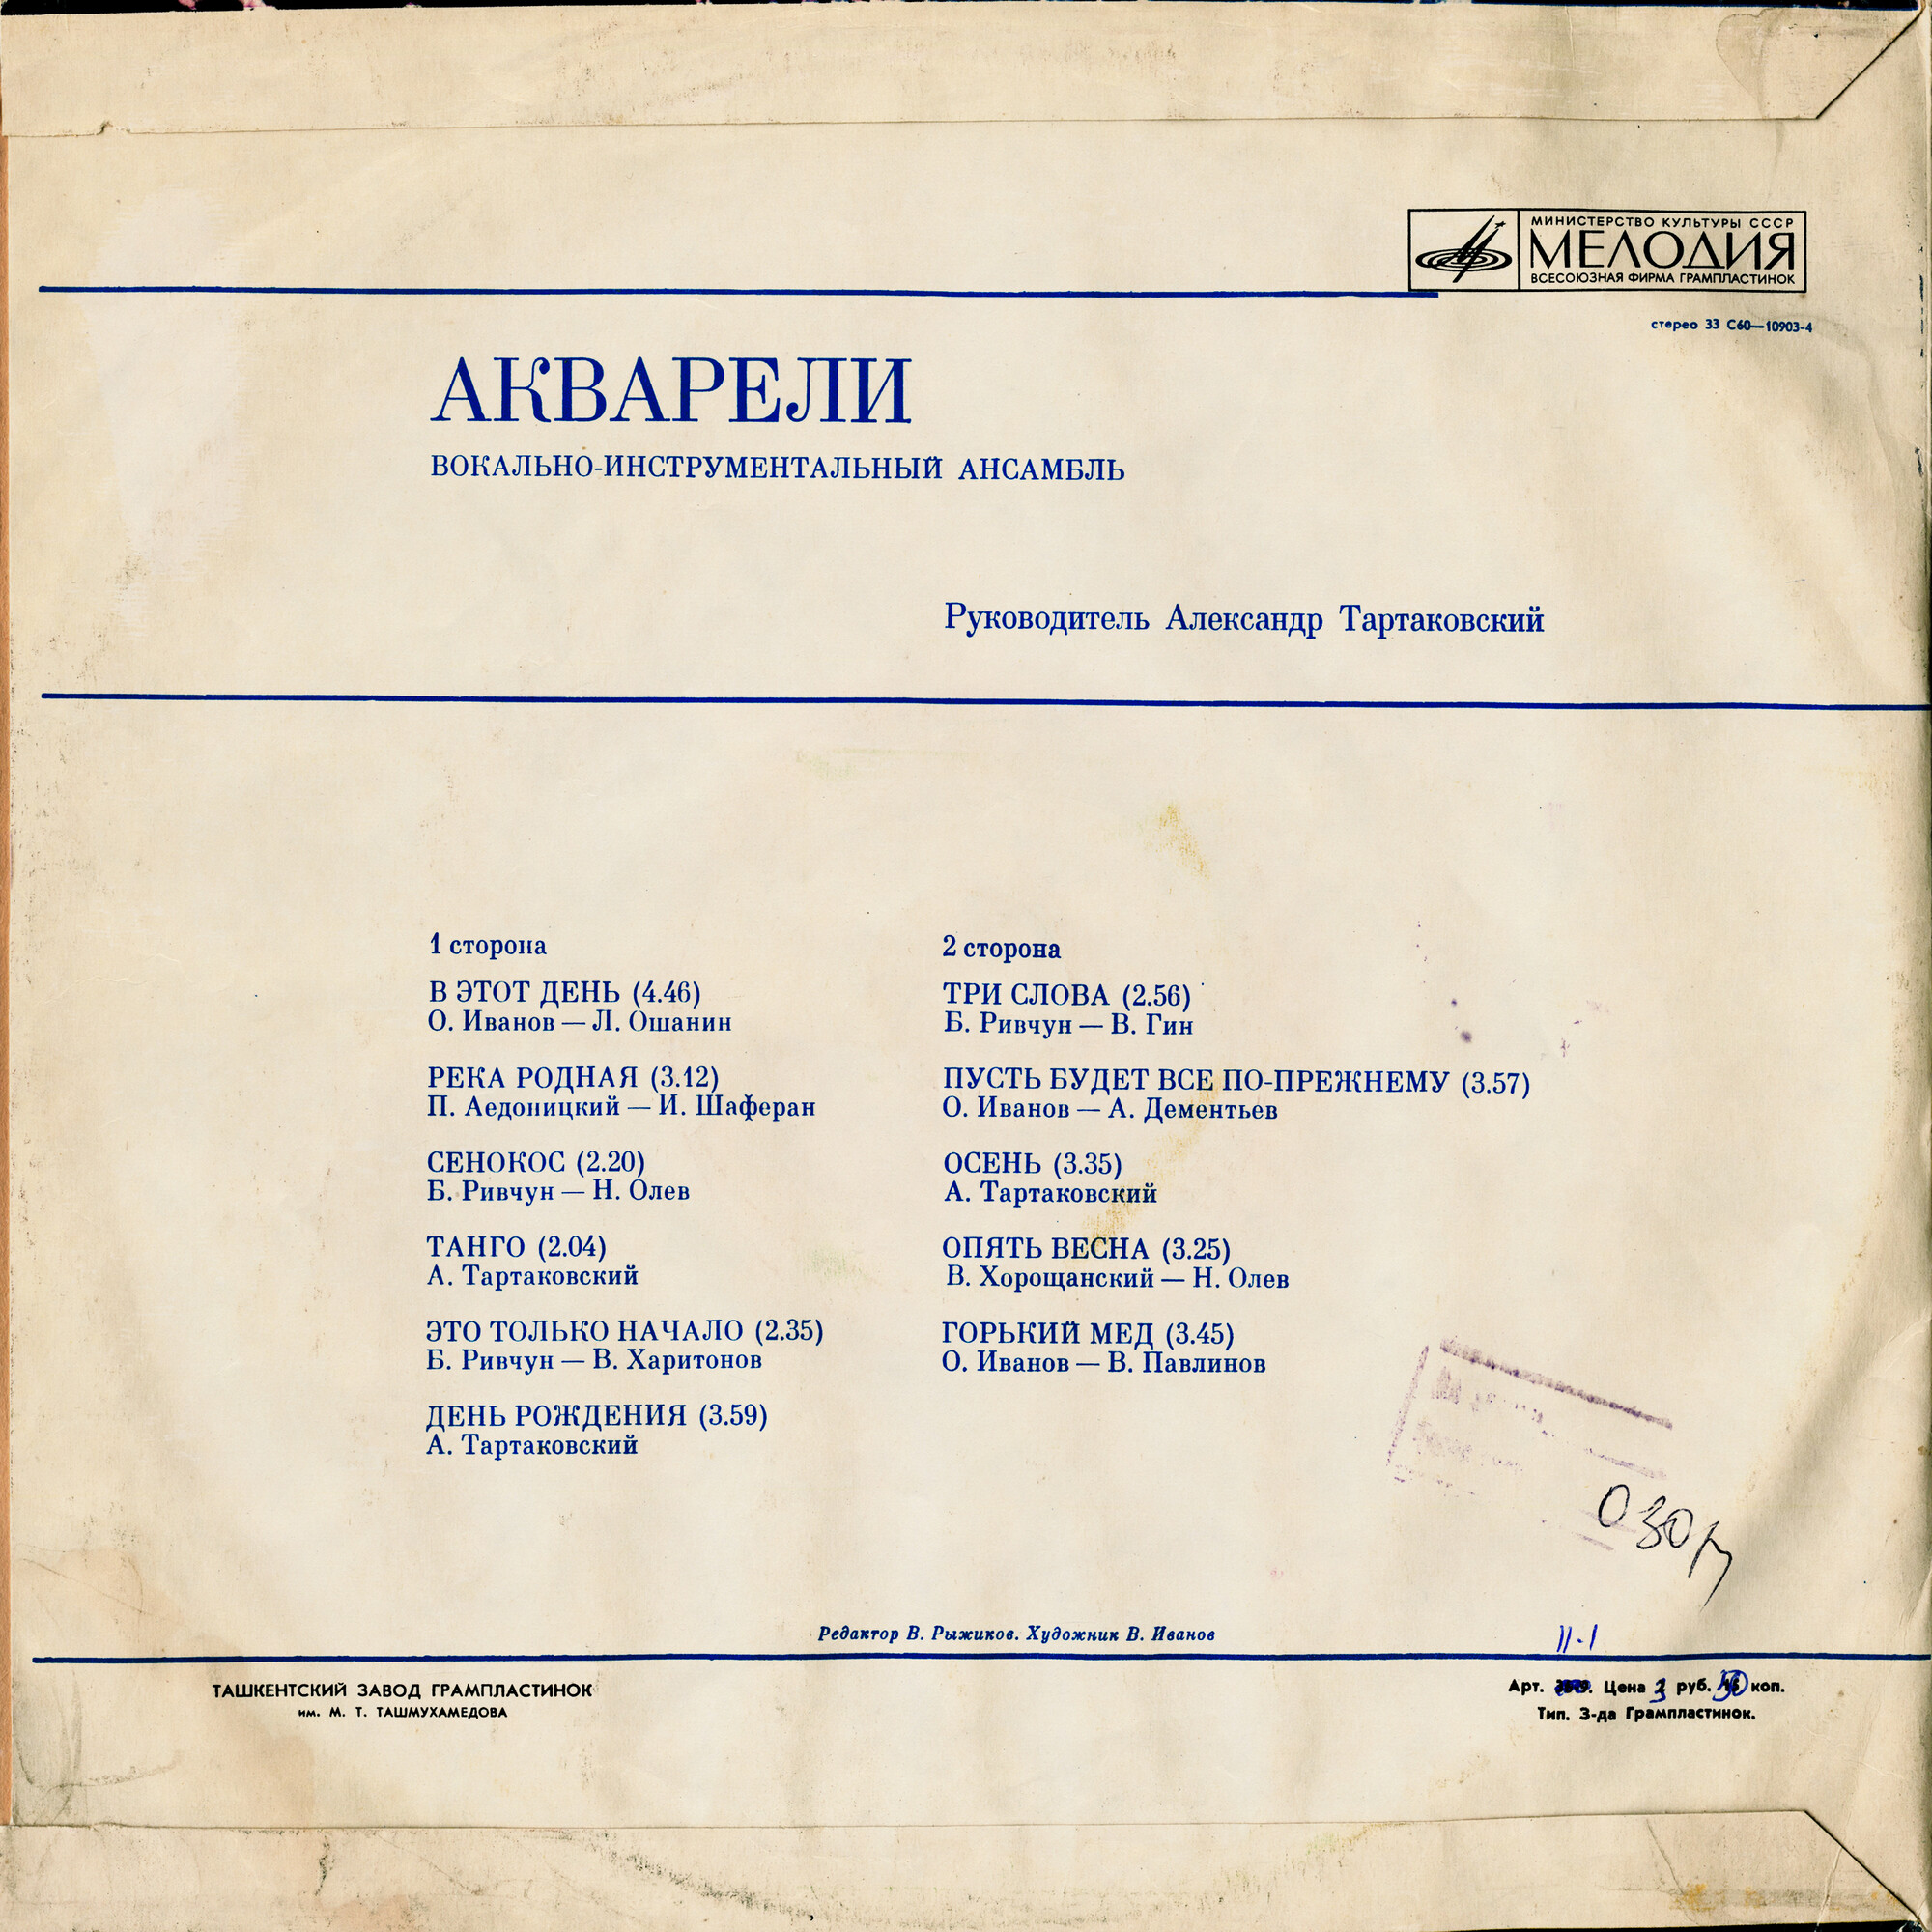 МИНИСТЕРСТВО КУЛЬТУРЫ СССР
МЕЛОДИЯ
ВСЕСОЮЗНАЯ ФИРМА ГРАМПЛАСТИНОК
стерео 33 С60—10903-4
АКВАРЕЛИ
ВОКАЛЬНО-ИНСТРУМЕНТАЛЬНЫЙ АНСАМБЛЬ
Руководитель Александр Тартаковский
1 сторона
В ЭТОТ ДЕНЬ (4.46)
О. Иванов — Л. Ошанин
РЕКА РОДНАЯ (3.12)
П. Аедоницкий — И. Шаферан
СЕНОКОС (2.20)
Б. Ривчун — Н. Олев
ТАНГО (2.04)
А. Тартаковский
ЭТО ТОЛЬКО НАЧАЛО (2.35)
Б. Ривчун — В. Харитонов
ДЕНЬ РОЖДЕНИЯ (3.59)
А. Тартаковский
2 сторона
ТРИ СЛОВА (2.56)
Б. Ривчун — В. Гин
ПУСТЬ БУДЕТ ВСЕ ПО-ПРЕЖНЕМУ (3.57)
О. Иванов — А. Дементьев
ОСЕНЬ (3.35)
А. Тартаковский
ОПЯТЬ ВЕСНА (3.25)
В. Хорощанский — Н. Олев
ГОРЬКИЙ МЕД (3.45)
О. Иванов — В. Павлинов
Редактор В. Рыжиков. Художник В. Иванов
11-1
ТАШКЕНТСКИЙ ЗАВОД ГРАМПЛАСТИНОК
им. М. Т. ТАШМУХАМЕДОВА
Арт. Цена 3 руб. 50 коп.
Тип. З-да Грампластинок.